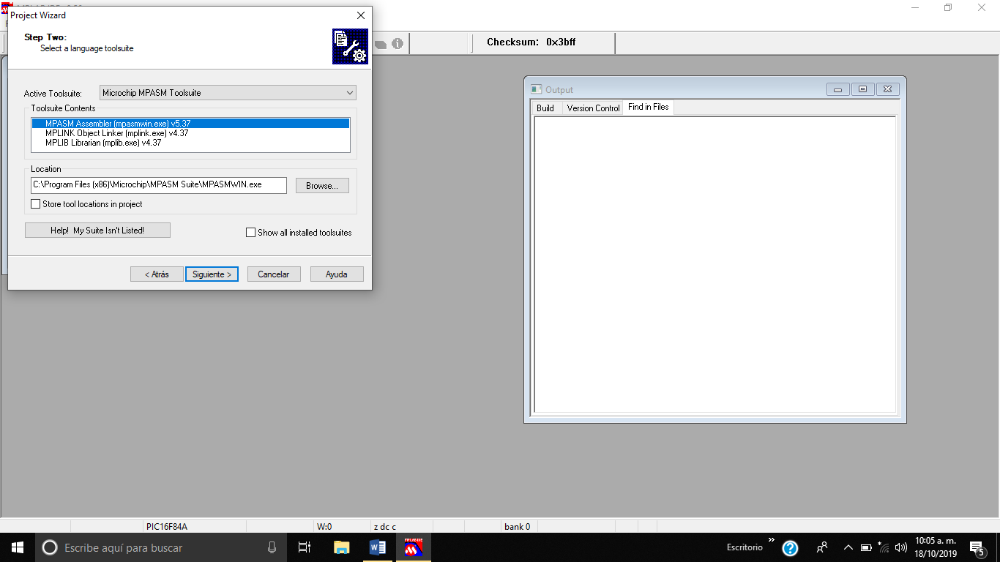 Project Wizard
Step Two:
Select a language toolsuite
Checksum: 0x3bff
Active Toolsuite: Microchip MPASM Toolsuite
Toolsuite Contents
MPASM Assembler (mpasmwin.exe) v5.37
MPLINK Object Linker (mplink.exe) v4.37
MPLIB Librarian (mplib.exe) v4.37
Location
C:\Program Files (x86)\Microchip\MPASM Suite\MPASMWIN.exe
Browse...
Store tool locations in project
Help! My Suite Isn't Listed!
Show all installed toolsuites
< Atrás
Siguiente >
Cancelar
Ayuda
Output
Build
Version Control
Find in Files
PIC16F84A
W:0
z dc c
bank 0
Escribe aquí para buscar
MPLAB IDE
Escritorio
10:05 a. m.
18/10/2019
5